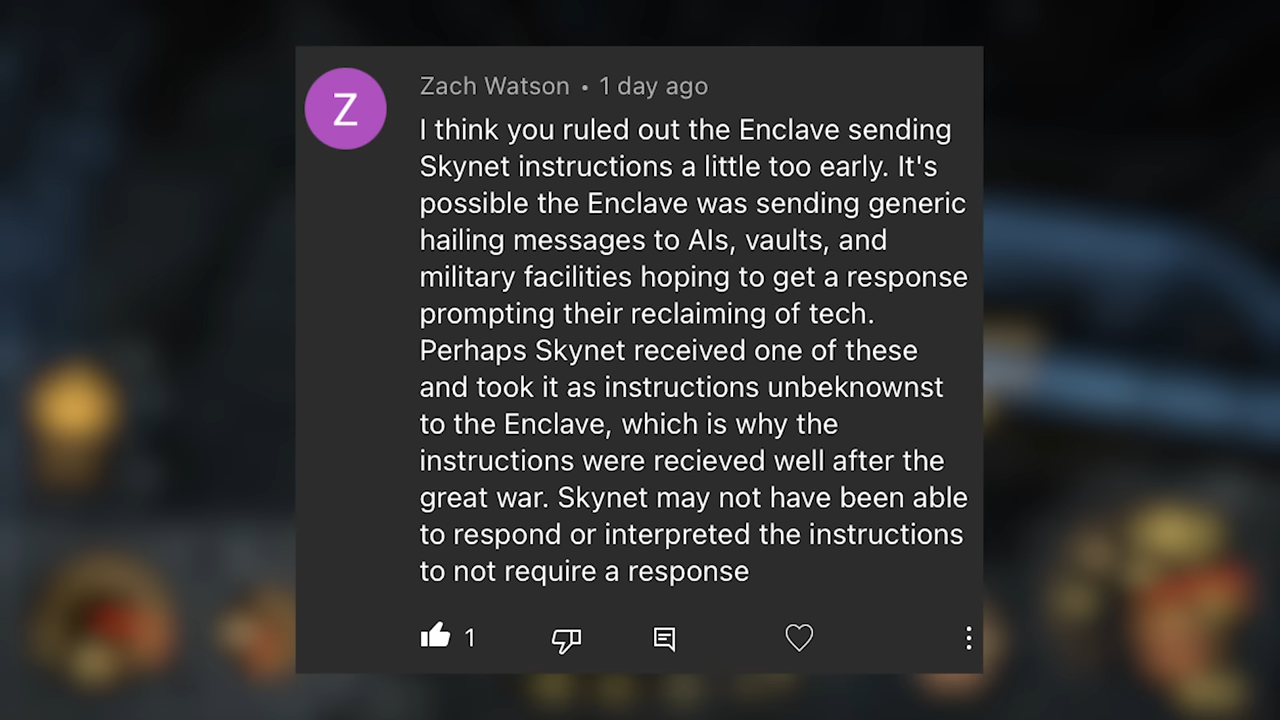 Z
Zach Watson • 1 day ago
I think you ruled out the Enclave sending
Skynet instructions a little too early. It's
possible the Enclave was sending generic
hailing messages to AIs, vaults, and
military facilities hoping to get a response
prompting their reclaiming of tech.
Perhaps Skynet received one of these
and took it as instructions unbeknownst
to the Enclave, which is why the
instructions were recieved well after the
great war. Skynet may not have been able
to respond or interpreted the instructions
to not require a response
1